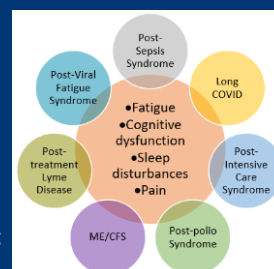 Post-
Sepsis
Syndrome
Long
COVID
Post-
Intensive
Care
Syndrome
Post-polio
Syndrome
ME/CFS
Post-
treatment
Lyme
Disease
Post-Viral
Fatigue
Syndrome
•Fatigue
•Cognitive
dysfunction
•Sleep
disturbances
•Pain